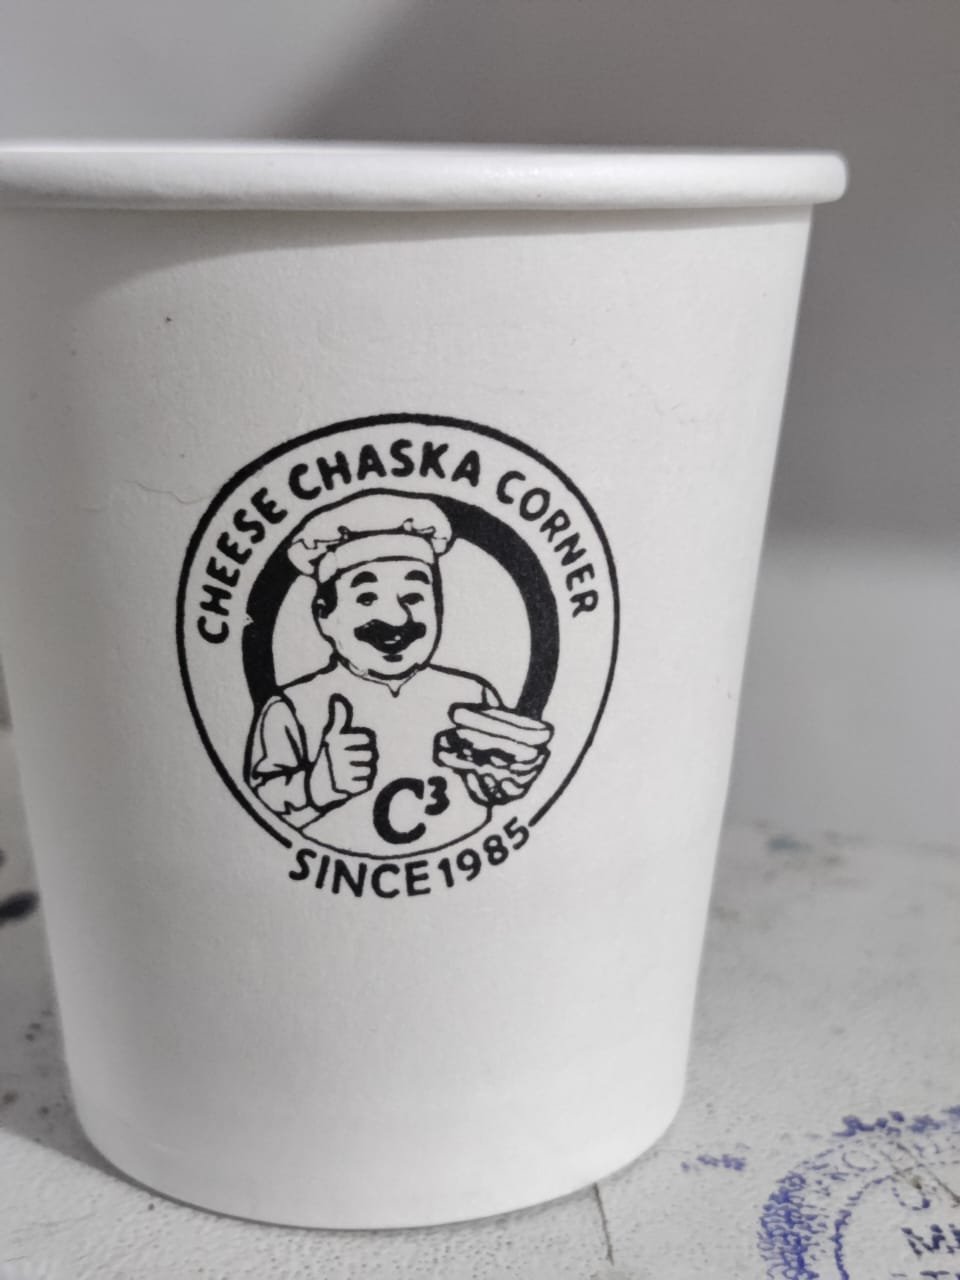 CHEESE CHASKA CORNER
C³
SINCE 1985